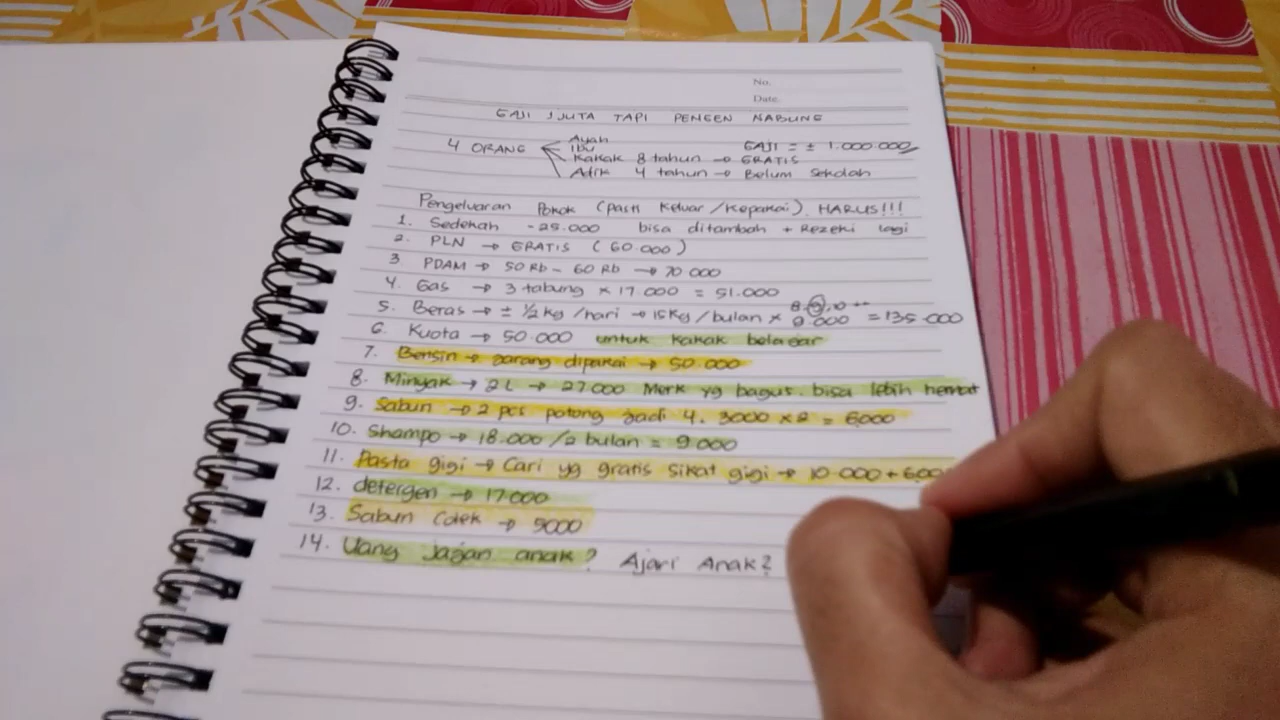 No.
Date.
GAJI 1 JUTA TAPI PENGEN NABUNG
4 ORANG
Ayah
Ibu
Kakak 8 tahun → GRATIS
Adik 4 tahun → Belum Sekolah
GAJI = ± 1.000.000
Pengeluaran Pokok (pasti keluar/kepakai). HARUS!!!
1. Sedekah - 25.000 bisa ditambah + Rezeki lagi
2. PLN → GRATIS (60.000)
3 PDAM → 50 Rb - 60 Rb → 70 000
4. Gas → 3 tabung × 17.000 = 51.000
5. Beras → ± 1/2 kg /hari → 15 Kg /bulan × 9.000 = 135.000
8, 9, 10
6. Kuota → 50.000 untuk kakak belajar
7. Bensin → jarang dipakai → 50.000
8. Minyak → 2 L → 27.000 Merk yg bagus. bisa lebih hemat
9. Sabun → 2 pcs potong jadi 4. 3000 × 2 = 6.000
10. Shampo → 18.000 /2 bulan = 9.000
11. Pasta gigi → Cari yg gratis sikat gigi → 10.000 +
12. detergen → 17.000
13. Sabun Colek → 5000
14. Uang Jajan anak? Ajari Anak?